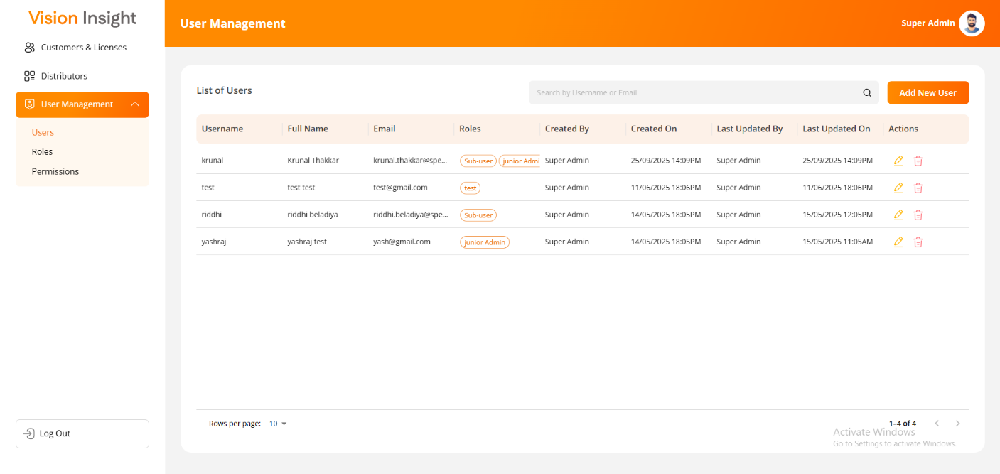 Vision Insight
Customers & Licenses
Distributors
User Management
Users
Roles
Permissions
Log Out
User Management
Super Admin
List of Users
Search by Username or Email
Add New User
Username Full Name Email Roles Created By Created On Last Updated By Last Updated On Actions
krunal Krunal Thakkar krunal.thakkar@spe... Sub-user junior Admi Super Admin 25/09/2025 14:09PM Super Admin 25/09/2025 14:09PM
test test test test@gmail.com test Super Admin 11/06/2025 18:06PM Super Admin 11/06/2025 18:06PM
riddhi riddhi beladiya riddhi.beladiya@spe... Sub-user Super Admin 14/05/2025 18:05PM Super Admin 15/05/2025 12:05PM
yashraj yashraj test yash@gmail.com junior Admin Super Admin 14/05/2025 18:05PM Super Admin 15/05/2025 11:05AM
Rows per page: 10
1–4 of 4
Activate Windows
Go to Settings to activate Windows.